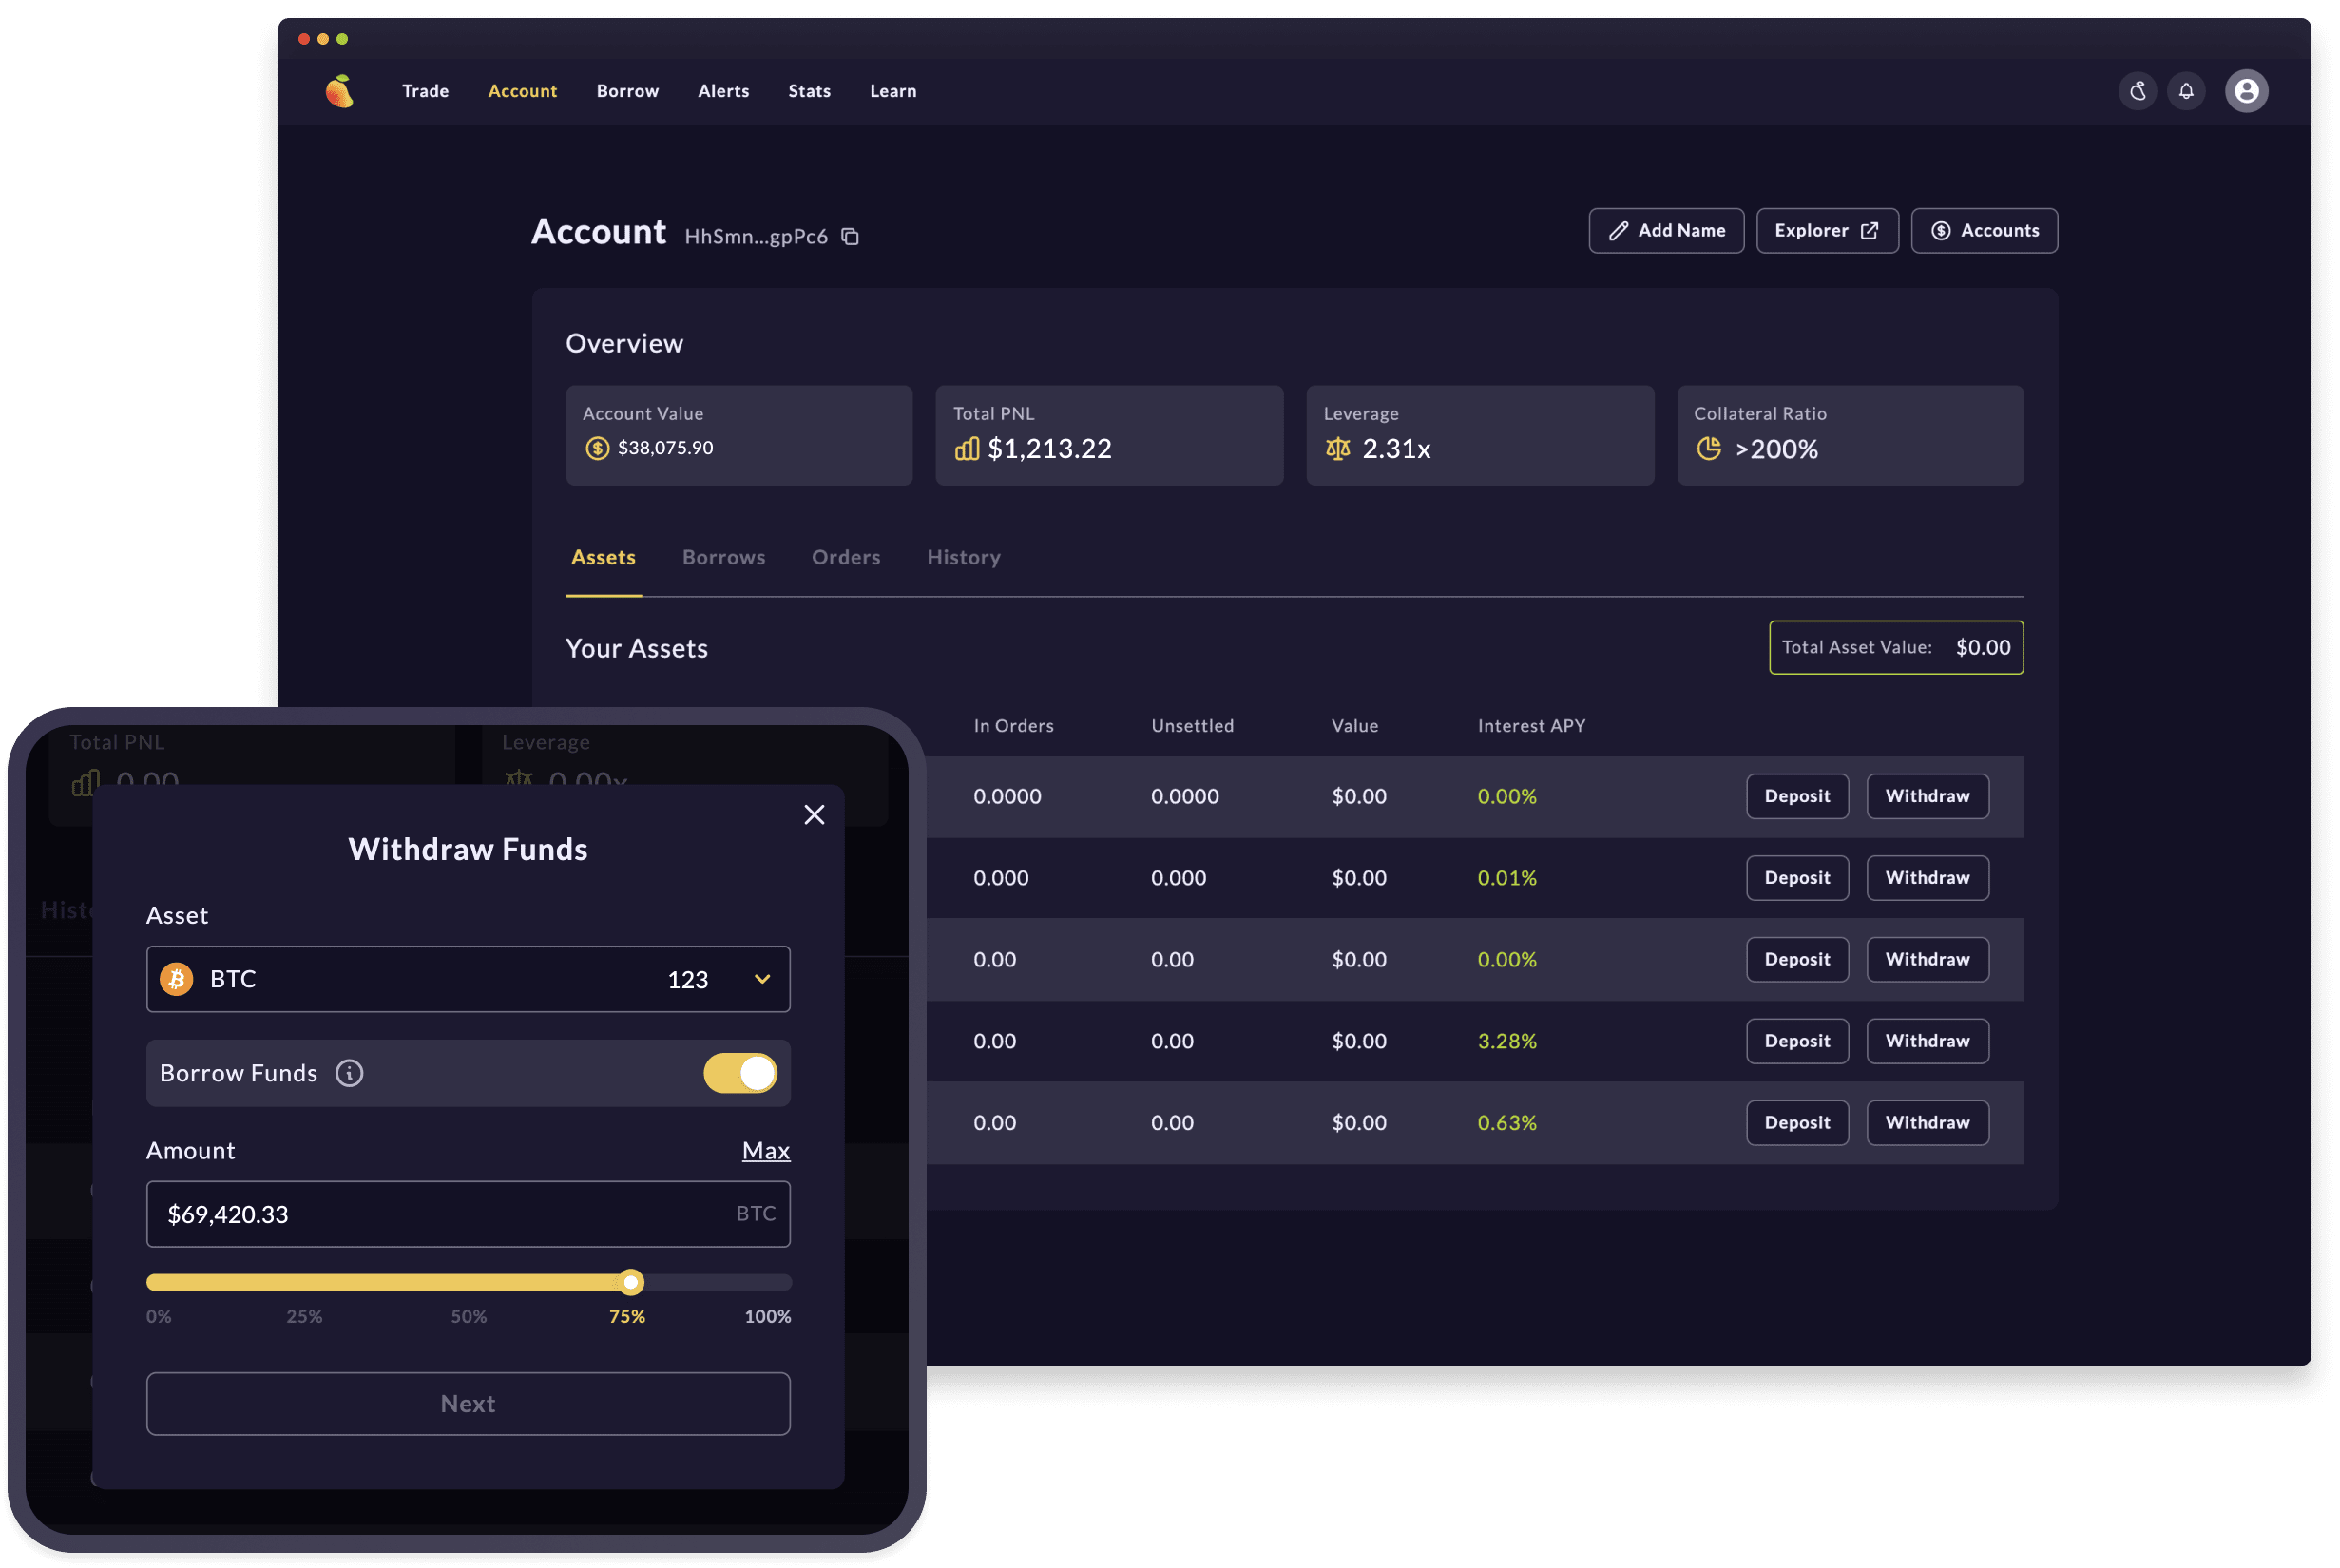 Trade Account Borrow Alerts Stats Learn
Account HhSmn...gpPc6 Add Name Explorer Accounts
Overview
Account Value Total PNL Leverage Collateral Ratio
$38,075.90 $1,213.22 2.31x >200%
Assets Borrows Orders History
Your Assets Total Asset Value: $0.00
In Orders Unsettled Value Interest APY
0.0000 0.0000 $0.00 0.00% Deposit Withdraw
0.000 0.000 $0.00 0.01% Deposit Withdraw
0.00 0.00 $0.00 0.00% Deposit Withdraw
0.00 0.00 $0.00 3.28% Deposit Withdraw
0.00 0.00 $0.00 0.63% Deposit Withdraw
Total PNL Leverage
0.00 0.00x
Withdraw Funds
Asset
BTC 123
Borrow Funds
Amount Max
$69,420.33 BTC
0% 25% 50% 75% 100%
Next